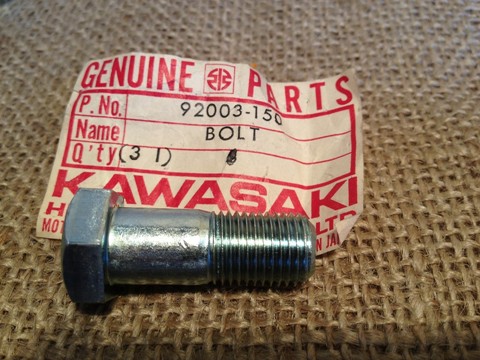 GENUINE PARTS
P. No. 92003-150
Name BOLT
Q'ty (3 1)
KAWASAKI